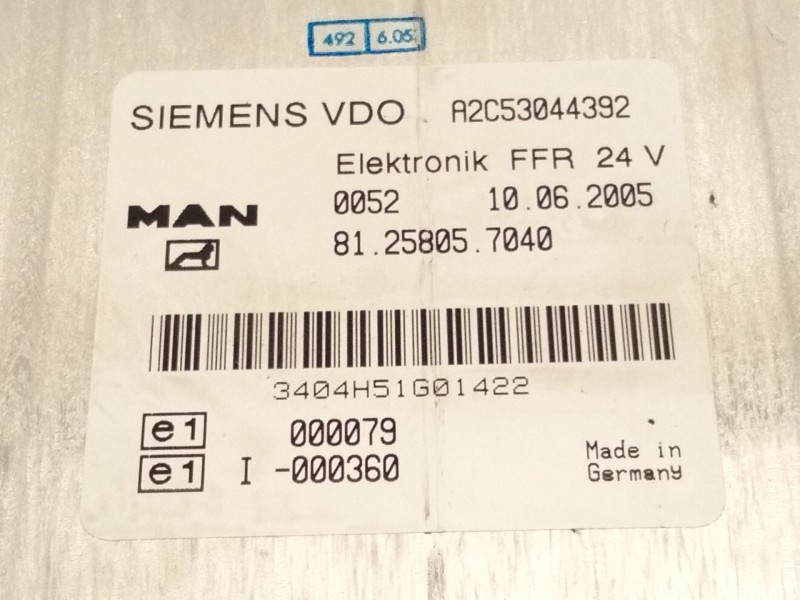 492 6.05
SIEMENS VDO A2C53044392
Elektronik FFR 24 V
MAN 0052 10.06.2005
81.25805.7040
3404H51G01422
e1 000079
e1 I -000360
Made in
Germany